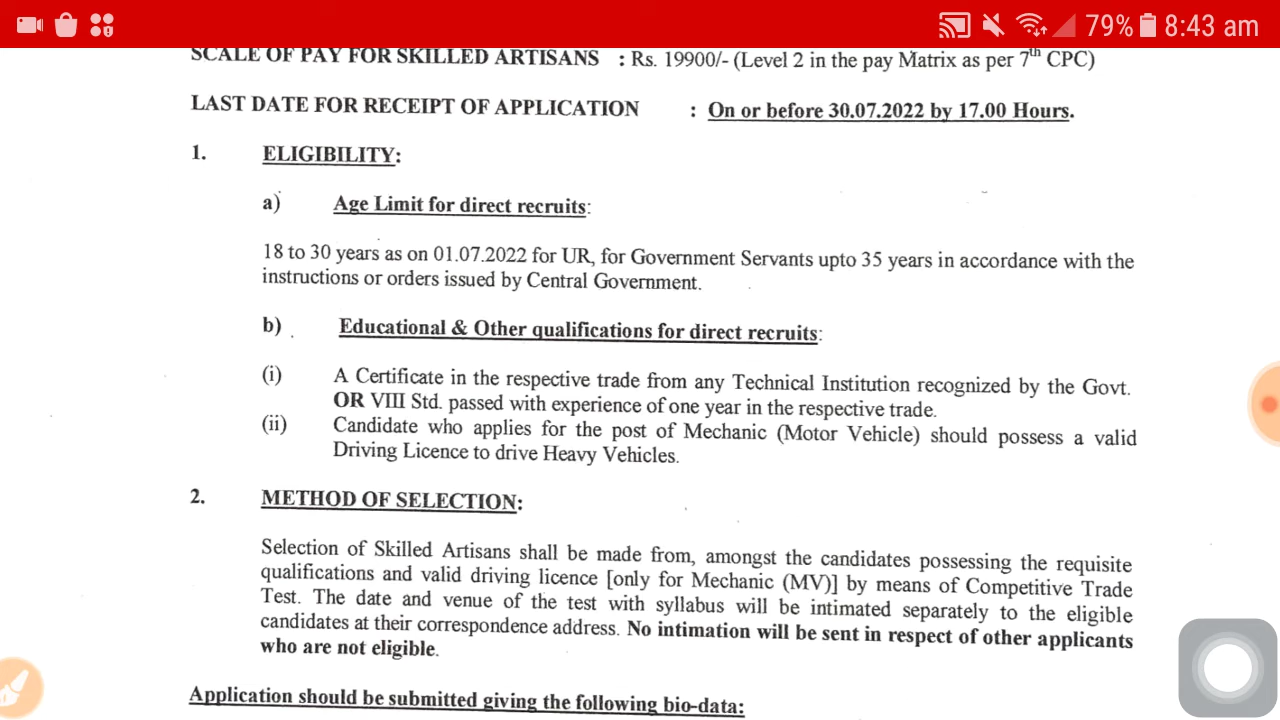 79% 8:43 am
SCALE OF PAY FOR SKILLED ARTISANS : Rs. 19900/- (Level 2 in the pay Matrix as per 7th CPC)
LAST DATE FOR RECEIPT OF APPLICATION : On or before 30.07.2022 by 17.00 Hours.
1. ELIGIBILITY:
a) Age Limit for direct recruits:
18 to 30 years as on 01.07.2022 for UR, for Government Servants upto 35 years in accordance with the
instructions or orders issued by Central Government.
b) Educational & Other qualifications for direct recruits:
(i) A Certificate in the respective trade from any Technical Institution recognized by the Govt.
OR VIII Std. passed with experience of one year in the respective trade.
(ii) Candidate who applies for the post of Mechanic (Motor Vehicle) should possess a valid
Driving Licence to drive Heavy Vehicles.
2. METHOD OF SELECTION:
Selection of Skilled Artisans shall be made from, amongst the candidates possessing the requisite
qualifications and valid driving licence [only for Mechanic (MV)] by means of Competitive Trade
Test. The date and venue of the test with syllabus will be intimated separately to the eligible
candidates at their correspondence address. No intimation will be sent in respect of other applicants
who are not eligible.
Application should be submitted giving the following bio-data: